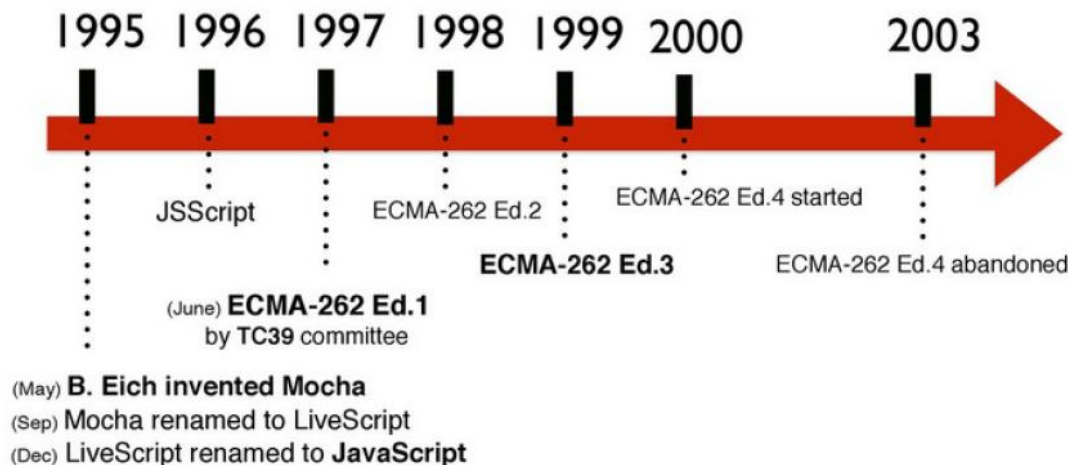 1995 1996 1997 1998 1999 2000 2003
JSScript
ECMA-262 Ed.2
ECMA-262 Ed.4 started
ECMA-262 Ed.3
ECMA-262 Ed.4 abandoned
(June) ECMA-262 Ed.1
by TC39 committee
(May) B. Eich invented Mocha
(Sep) Mocha renamed to LiveScript
(Dec) LiveScript renamed to JavaScript